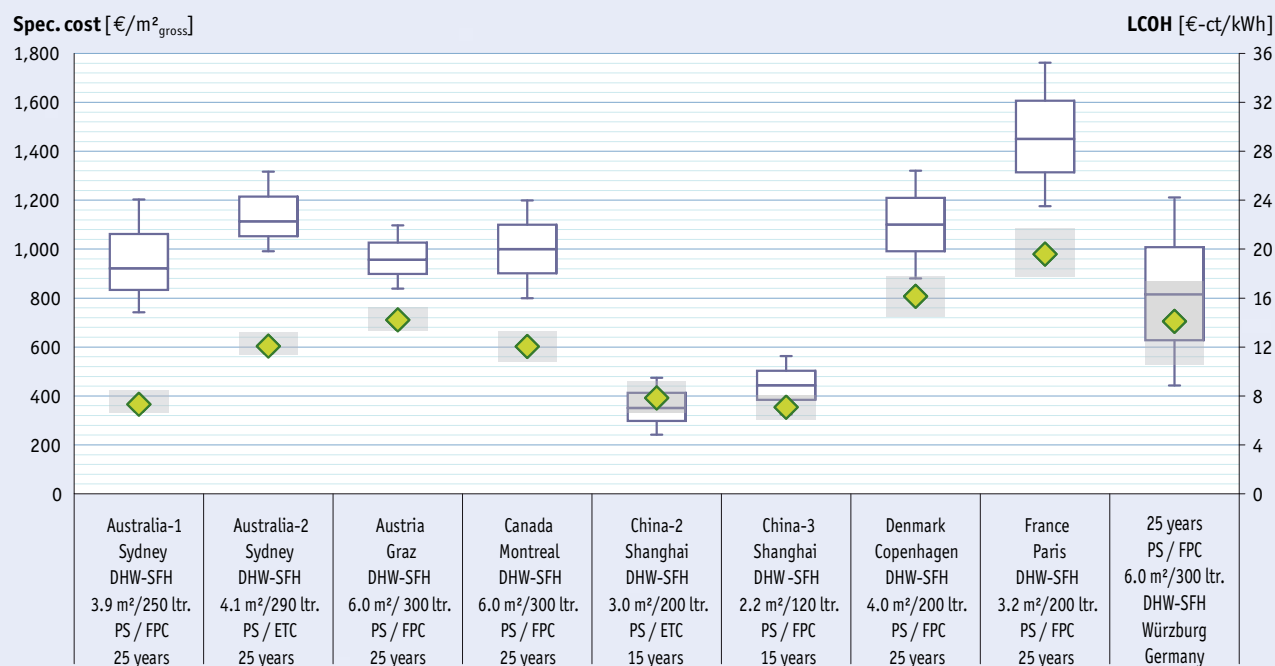 Spec. cost [€/m²gross]
LCOH [€-ct/kWh]
1,800
1,600
1,400
1,200
1,000
800
600
400
200
0
36
32
28
24
20
16
12
8
4
0
Australia-1
Sydney
DHW-SFH
3.9 m²/250 ltr.
PS / FPC
25 years
Australia-2
Sydney
DHW-SFH
4.1 m²/290 ltr.
PS / ETC
25 years
Austria
Graz
DHW-SFH
6.0 m²/ 300 ltr.
PS / FPC
25 years
Canada
Montreal
DHW-SFH
6.0 m²/300 ltr.
PS / FPC
25 years
China-2
Shanghai
DHW-SFH
3.0 m²/200 ltr.
PS / ETC
15 years
China-3
Shanghai
DHW -SFH
2.2 m²/120 ltr.
PS / FPC
15 years
Denmark
Copenhagen
DHW-SFH
4.0 m²/200 ltr.
PS / FPC
25 years
France
Paris
DHW-SFH
3.2 m²/200 ltr.
PS / FPC
25 years
25 years
PS / FPC
6.0 m²/300 ltr.
DHW-SFH
Würzburg
Germany